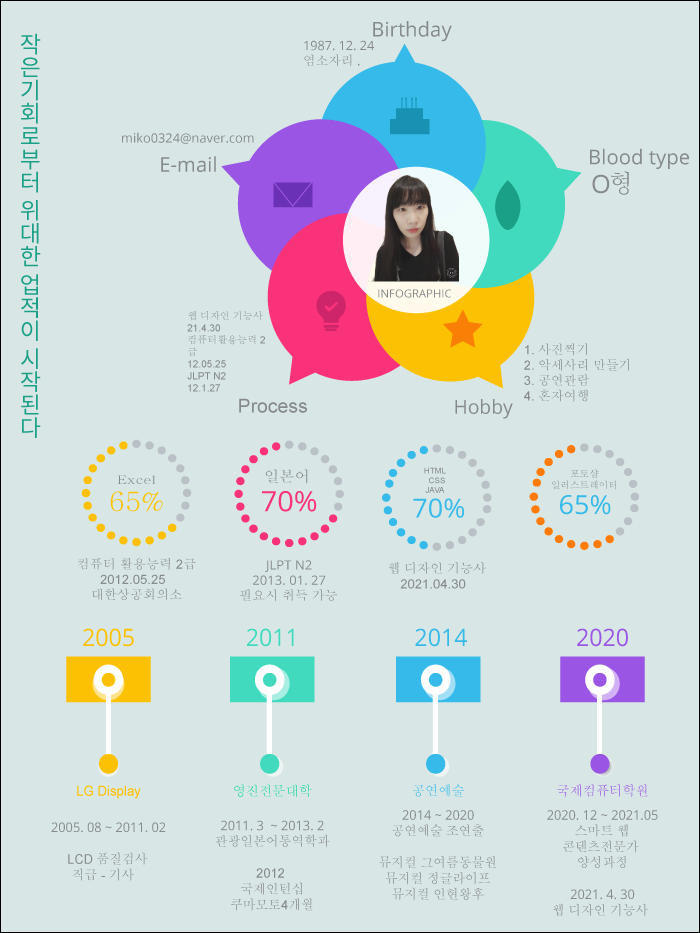 작은기회로부터 위대한 업적이 시작된다
Birthday
1987. 12. 24
염소자리 .
miko0324@naver.com
E-mail
Blood type
O형
INFOGRAPHIC
웹 디자인 기능사
21.4.30
컴퓨터활용능력 2
급
12.05.25
JLPT N2
12.1.27
Process
1. 사진찍기
2. 악세사리 만들기
3. 공연관람
4. 혼자여행
Hobby
Excel
65%
일본어
70%
HTML
CSS
JAVA
70%
포토샵
일러스트레이터
65%
컴퓨터 활용능력 2급
2012.05.25
대한상공회의소
JLPT N2
2013. 01. 27
필요시 취득 가능
웹 디자인 기능사
2021.04.30
2005
2011
2014
2020
LG Display
영진전문대학
공연예술
국제컴퓨터학원
2005. 08 ~ 2011. 02
LCD 품질검사
직급 - 기사
2011. 3 ~ 2013. 2
관광일본어통역학과
2012
국제인턴십
쿠마모토4개월
2014 ~ 2020
공연예술 조연출
뮤지컬 그여름동물원
뮤지컬 정글라이프
뮤지컬 인현왕후
2020. 12 ~ 2021.05
스마트 웹
콘텐츠전문가
양성과정
2021. 4. 30
웹 디자인 기능사